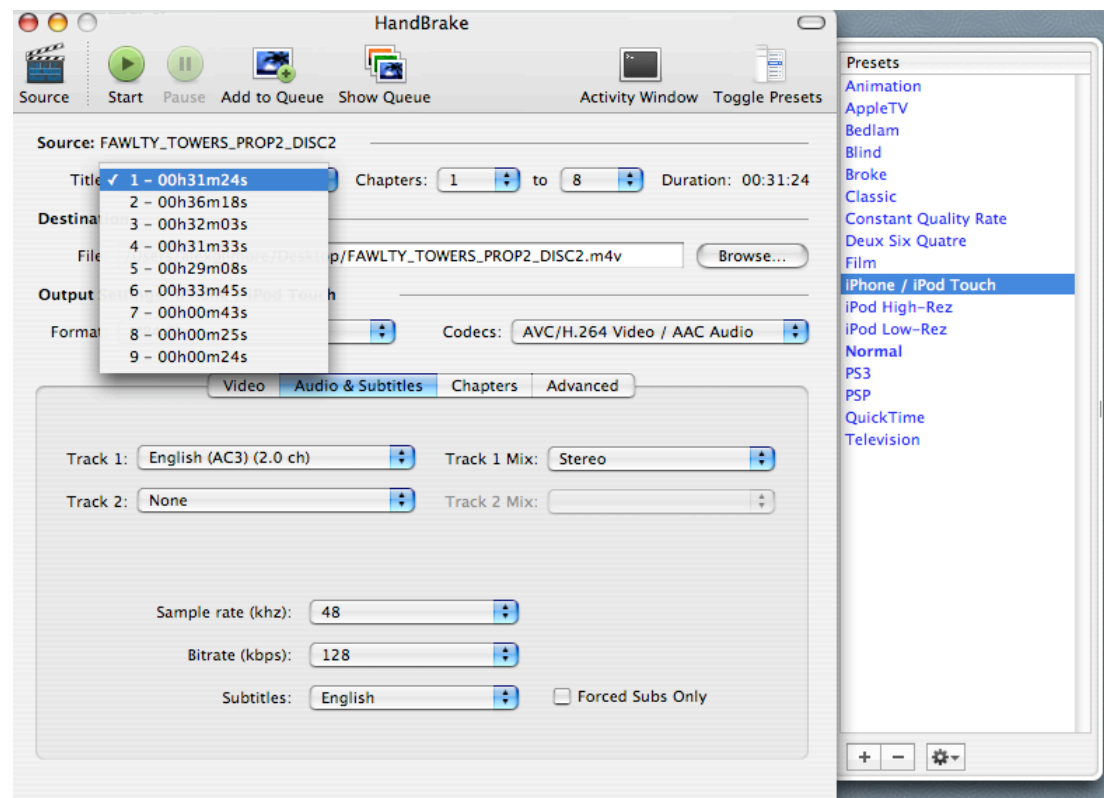 HandBrake
Source Start Pause Add to Queue Show Queue Activity Window Toggle Presets
Source: FAWLTY_TOWERS_PROP2_DISC2
Title ✓ 1 – 00h31m24s Chapters: 1 to 8 Duration: 00:31:24
2 – 00h36m18s
3 – 00h32m03s
4 – 00h31m33s
5 – 00h29m08s
6 – 00h33m45s
7 – 00h00m43s
8 – 00h00m25s
9 – 00h00m24s
Destina
File /Desktop/FAWLTY_TOWERS_PROP2_DISC2.m4v Browse...
Output iPod Touch
Forma Codecs: AVC/H.264 Video / AAC Audio
Video Audio & Subtitles Chapters Advanced
Track 1: English (AC3) (2.0 ch) Track 1 Mix: Stereo
Track 2: None Track 2 Mix:
Sample rate (khz): 48
Bitrate (kbps): 128
Subtitles: English Forced Subs Only
Presets
Animation
AppleTV
Bedlam
Blind
Broke
Classic
Constant Quality Rate
Deux Six Quatre
Film
iPhone / iPod Touch
iPod High-Rez
iPod Low-Rez
Normal
PS3
PSP
QuickTime
Television